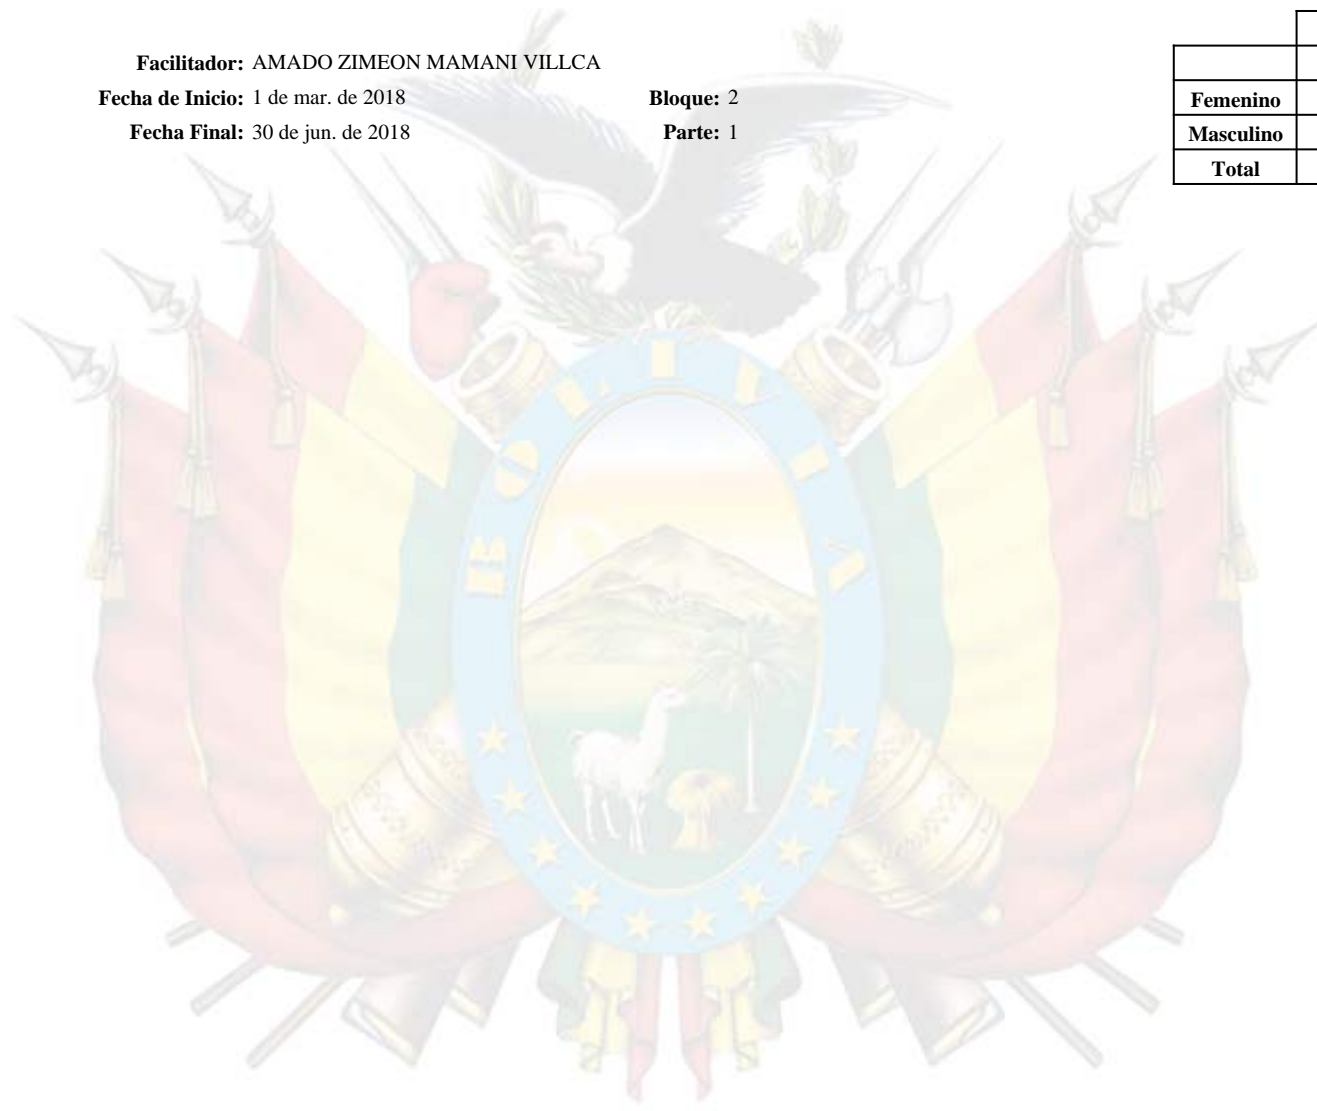 Facilitador: AMADO ZIMEON MAMANI VILLCA
Fecha de Inicio: 1 de mar. de 2018 Bloque: 2
Fecha Final: 30 de jun. de 2018 Parte: 1
Femenino
Masculino
Total
BOLIVIA